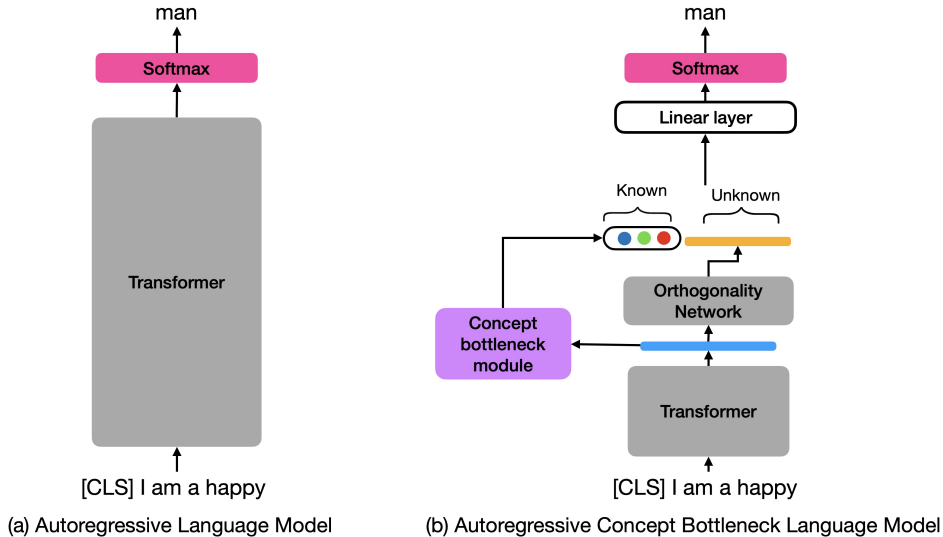 man
Softmax
Transformer
[CLS] I am a happy
(a) Autoregressive Language Model
man
Softmax
Linear layer
Known
Unknown
Orthogonality
Network
Concept
bottleneck
module
Transformer
[CLS] I am a happy
(b) Autoregressive Concept Bottleneck Language Model